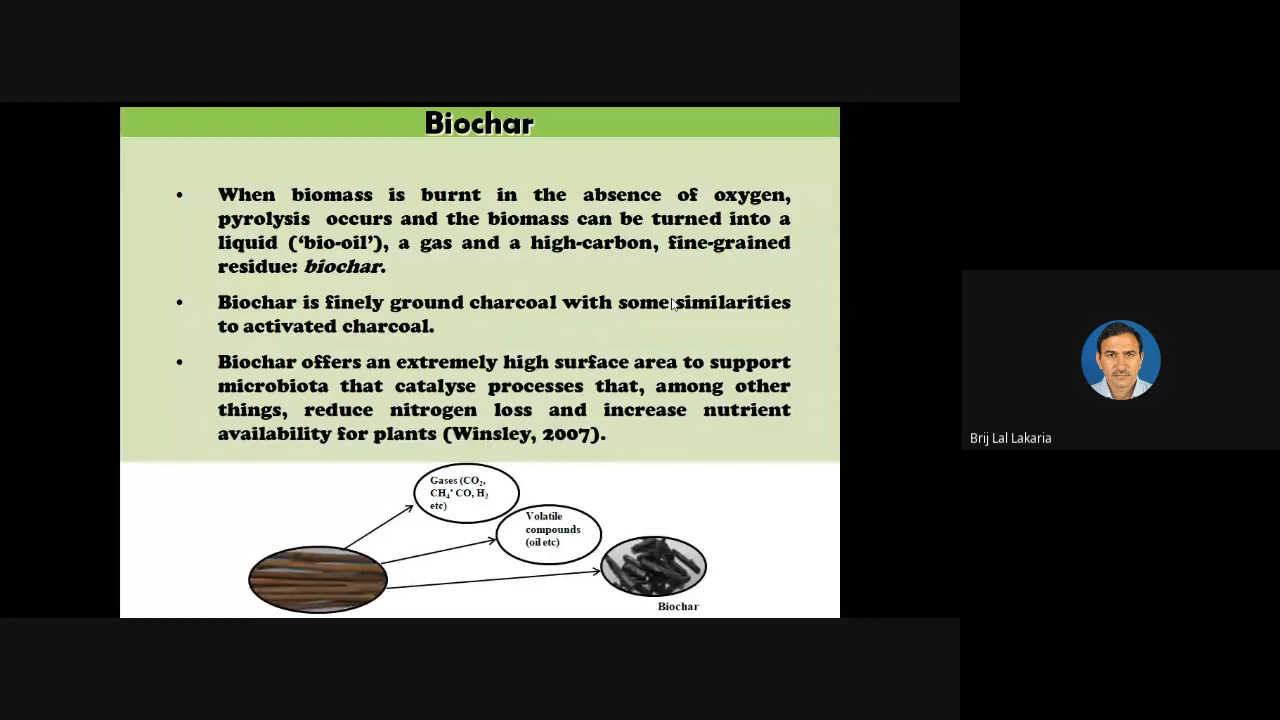 Biochar
• When biomass is burnt in the absence of oxygen,
pyrolysis occurs and the biomass can be turned into a
liquid (‘bio-oil’), a gas and a high-carbon, fine-grained
residue: biochar.
• Biochar is finely ground charcoal with some similarities
to activated charcoal.
• Biochar offers an extremely high surface area to support
microbiota that catalyse processes that, among other
things, reduce nitrogen loss and increase nutrient
availability for plants (Winsley, 2007).
Gases (CO₂,
CH₄, CO, H₂
etc)
Volatile
compounds
(oil etc)
Biochar
Brij Lal Lakaria